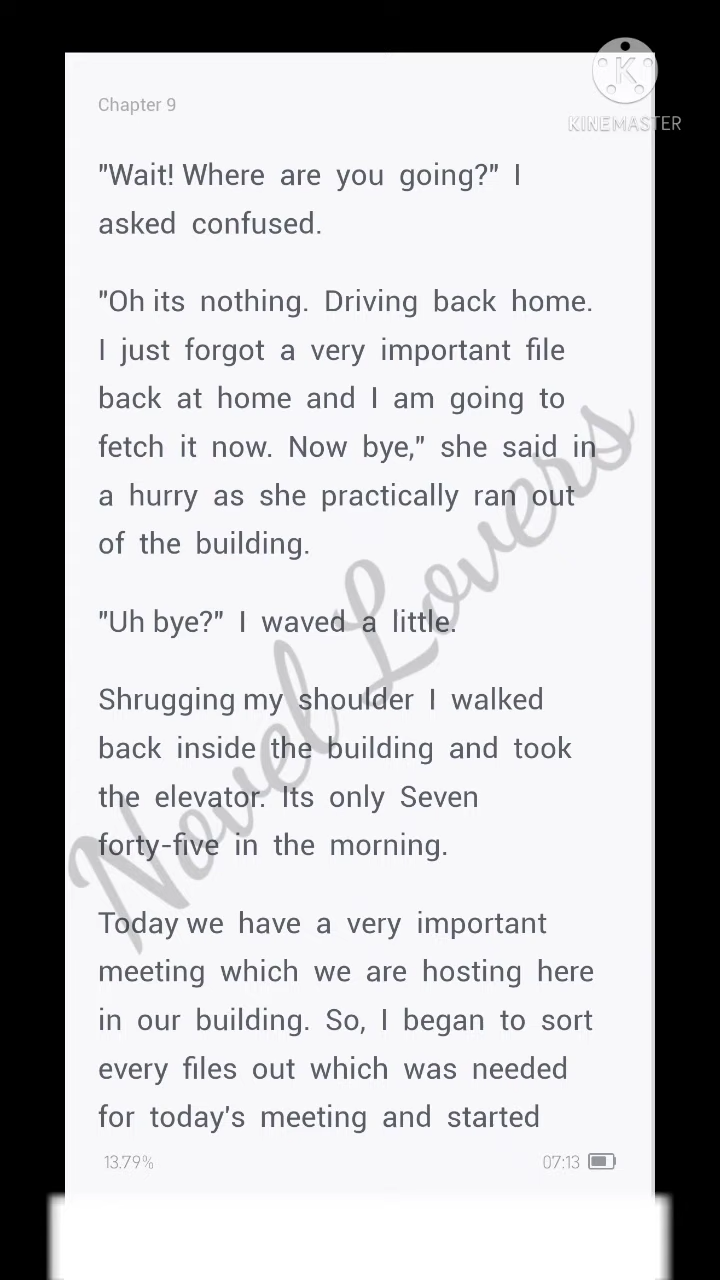 Chapter 9
KINEMASTER
"Wait! Where are you going?" I
asked confused.
"Oh its nothing. Driving back home.
I just forgot a very important file
back at home and I am going to
fetch it now. Now bye," she said in
a hurry as she practically ran out
of the building.
"Uh bye?" I waved a little.
Shrugging my shoulder I walked
back inside the building and took
the elevator. Its only Seven
forty-five in the morning.
Today we have a very important
meeting which we are hosting here
in our building. So, I began to sort
every files out which was needed
for today's meeting and started
13.79% 07:13
Novel Lovers